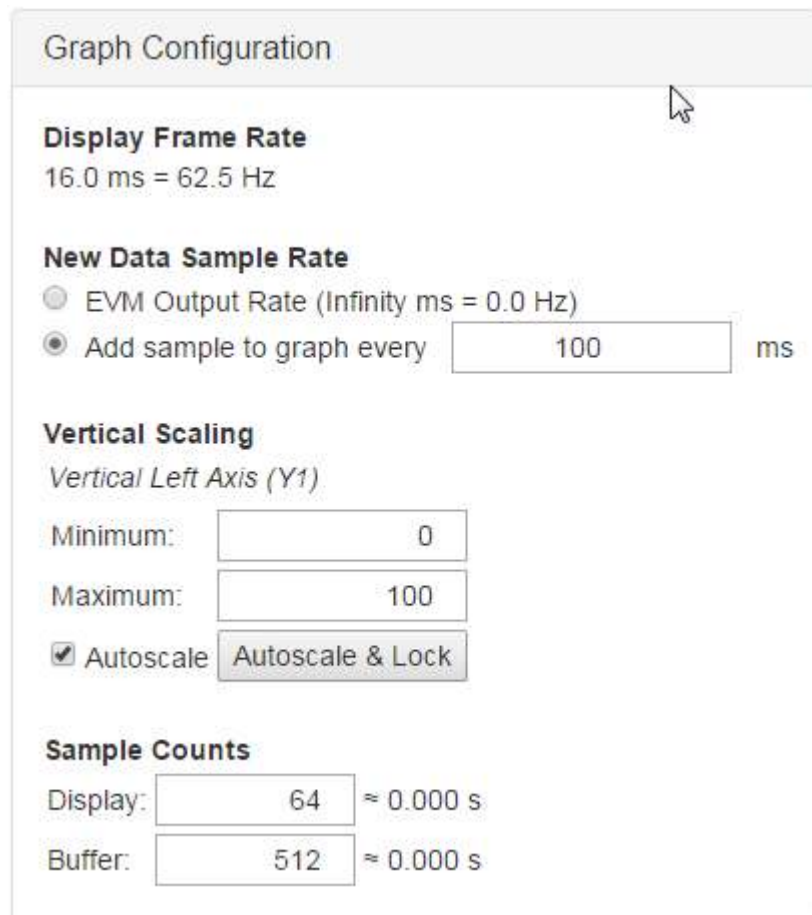 Graph Configuration
Display Frame Rate
16.0 ms = 62.5 Hz
New Data Sample Rate
EVM Output Rate (Infinity ms = 0.0 Hz)
Add sample to graph every 100 ms
Vertical Scaling
Vertical Left Axis (Y1)
Minimum: 0
Maximum: 100
Autoscale Autoscale & Lock
Sample Counts
Display: 64 ≈ 0.000 s
Buffer: 512 ≈ 0.000 s